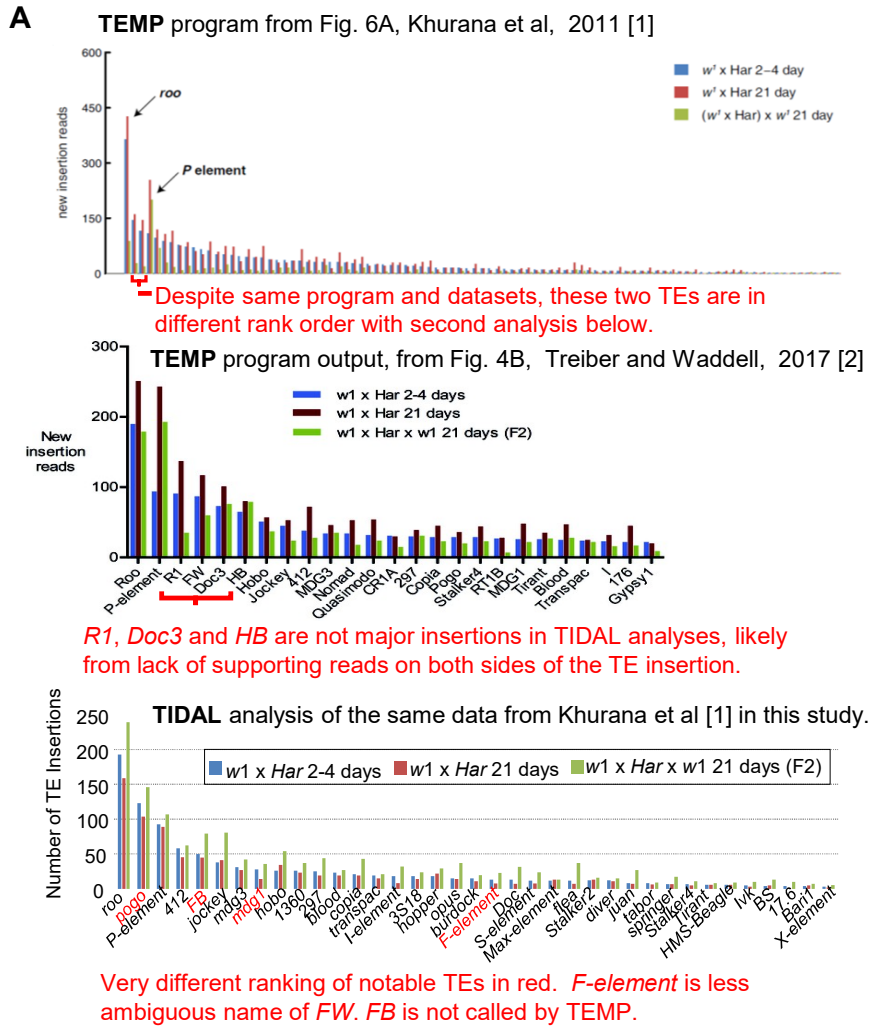 A
TEMP program from Fig. 6A, Khurana et al, 2011 [1]
600
450
300
150
0
new insertion reads
roo
P element
w¹ x Har 2–4 day
w¹ x Har 21 day
(w¹ x Har) x w¹ 21 day
Despite same program and datasets, these two TEs are in
different rank order with second analysis below.
TEMP program output, from Fig. 4B, Treiber and Waddell, 2017 [2]
300
200
100
0
New
insertion
reads
w1 x Har 2-4 days
w1 x Har 21 days
w1 x Har x w1 21 days (F2)
Roo
P-element
R1
FW
Doc3
HB
Hobo
Jockey
412
MDG3
Nomad
Quasimodo
CR1A
297
Copia
Pogo
Stalker4
RT1B
MDG1
Tirant
Blood
Transpac
I
176
Gypsy1
R1, Doc3 and HB are not major insertions in TIDAL analyses, likely
from lack of supporting reads on both sides of the TE insertion.
TIDAL analysis of the same data from Khurana et al [1] in this study.
250
200
150
100
50
0
Number of TE Insertions
w1 x Har 2-4 days
w1 x Har 21 days
w1 x Har x w1 21 days (F2)
roo
pogo
P-element
412
FB
jockey
mdg3
mdg1
hobo
1360
297
blood
copia
transpac
I-element
3S18
hopper
opus
burdock
F-element
Doc
S-element
Max-element
flea
Stalker2
diver
juan
tabor
springer
Stalker4
Tirant
HMS-Beagle
Ivk
BS
17.6
Bari1
X-element
Very different ranking of notable TEs in red. F-element is less
ambiguous name of FW. FB is not called by TEMP.